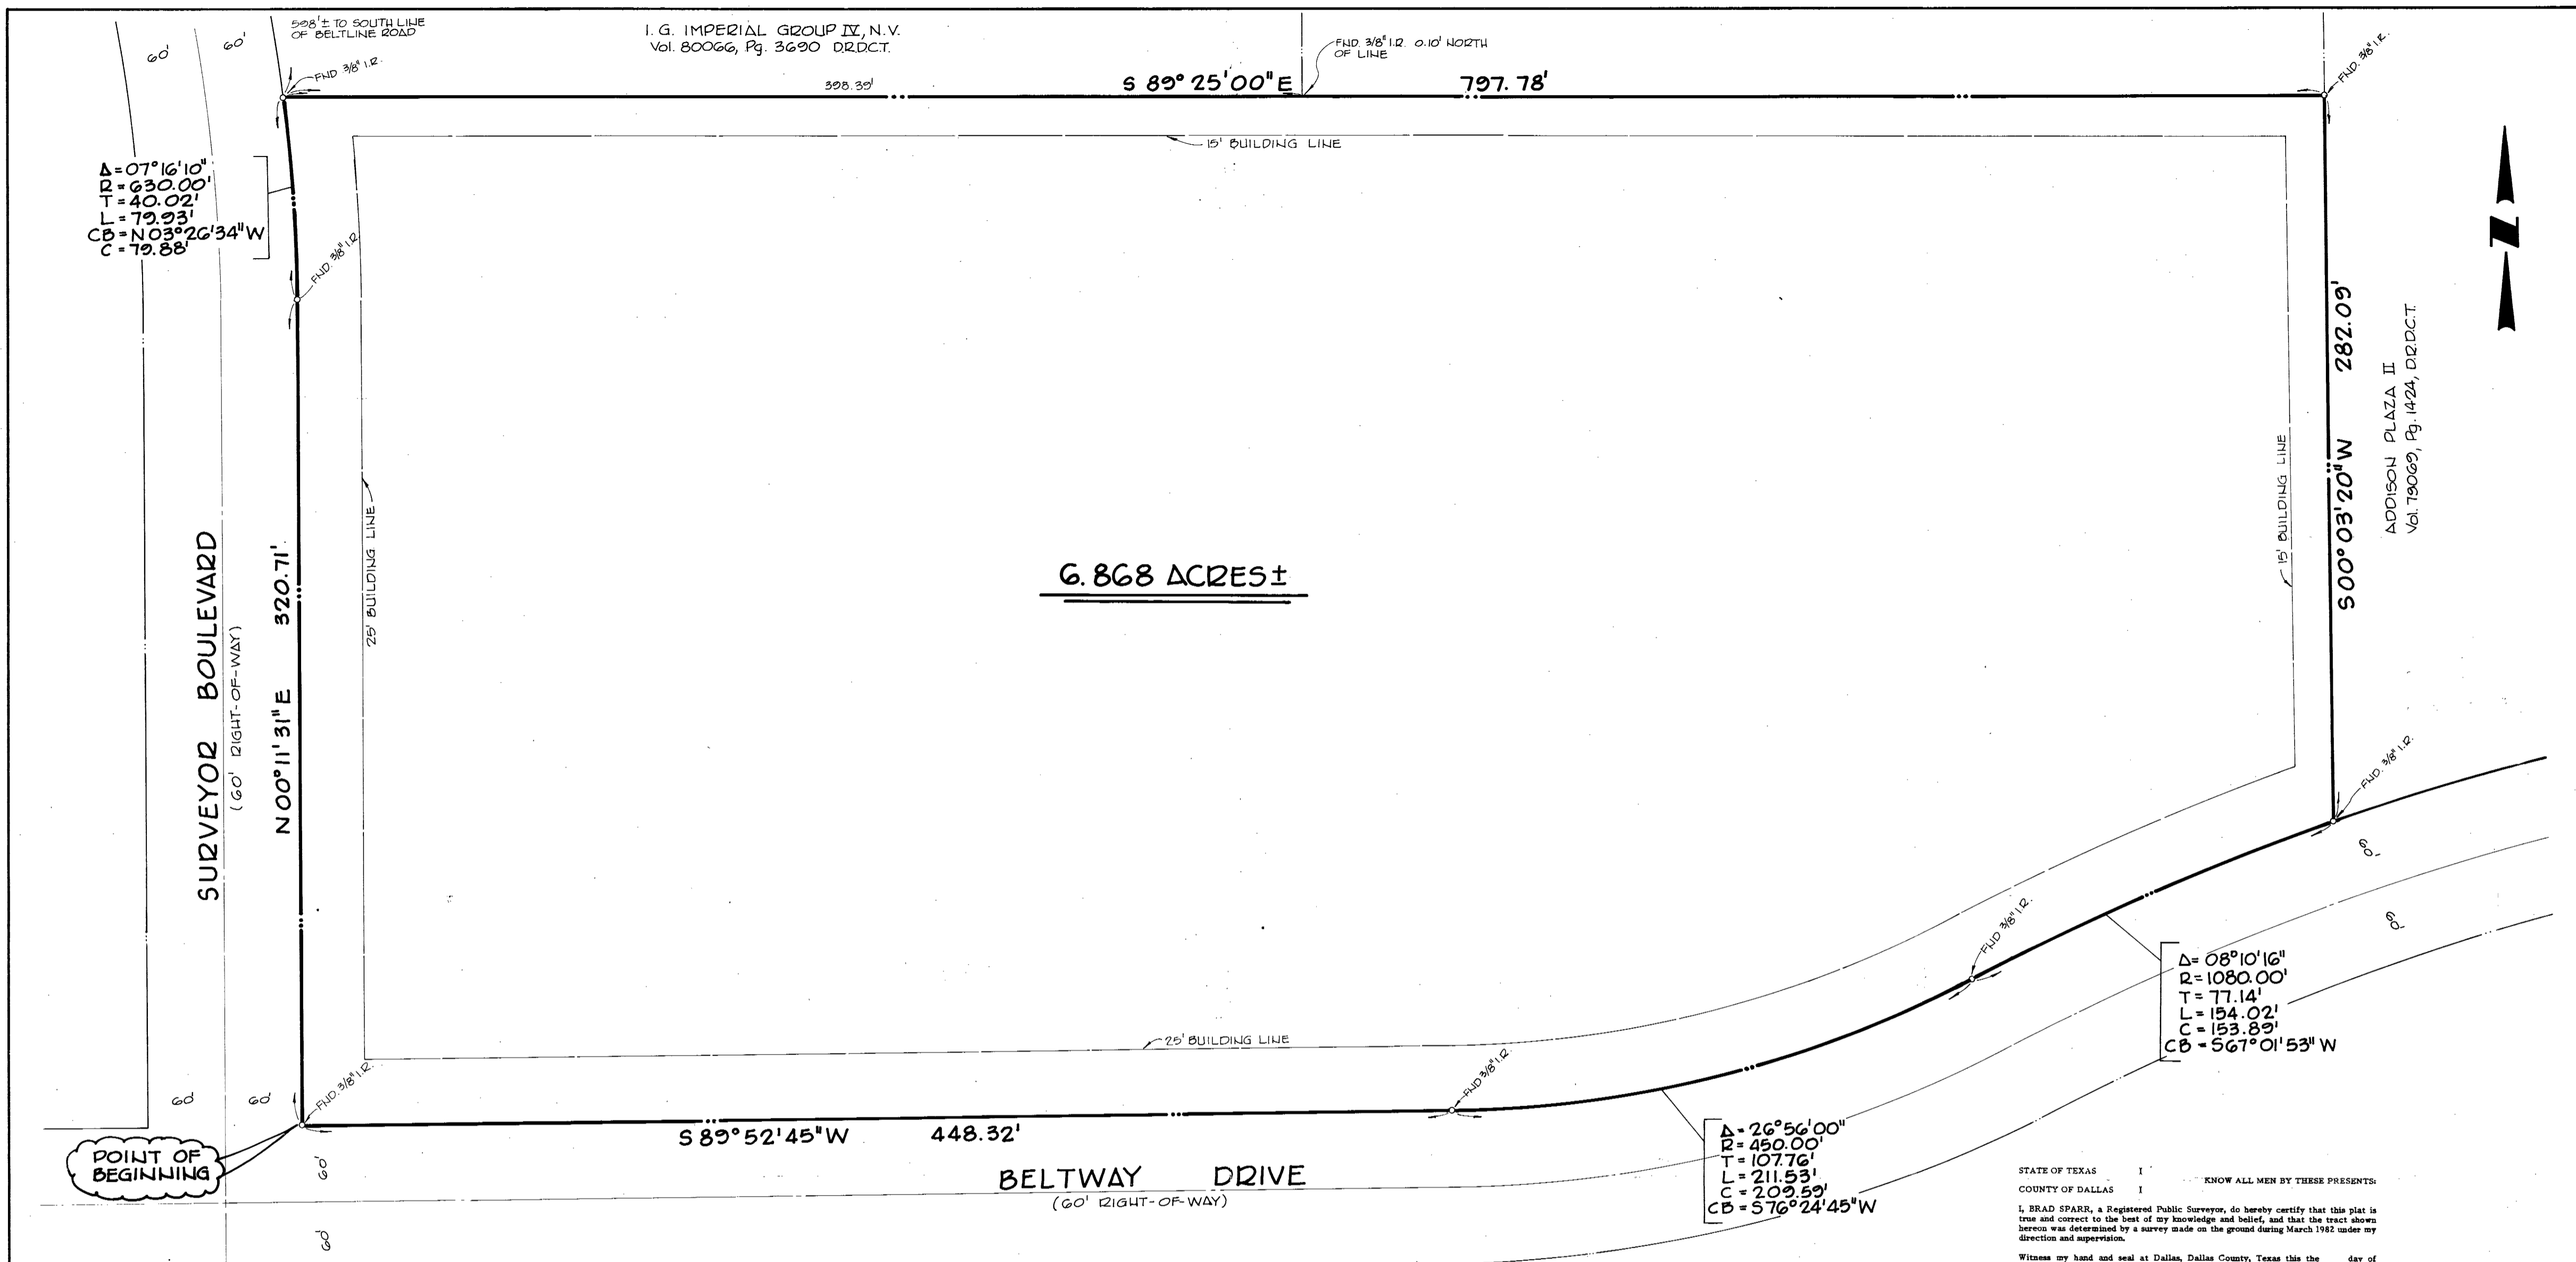 598'± TO SOUTH LINE
OF BELTLINE ROAD
I. G. IMPERIAL GROUP IV, N.V.
Vol. 80066, Pg. 3690 D.R.D.C.T.
FND. 3/8" I.R. 0.10' NORTH
OF LINE
FND. 3/8" I.R.
60'
60'
FND 3/8" I.R.
398.39'
S 89° 25'00" E
797.78'
15' BUILDING LINE
Δ=07°16'10"
R=630.00'
T=40.02'
L=79.93'
CB=N03°26'34"W
C=79.88'
FND. 3/8" I.R.
N
282.09'
S 00° 03' 20" W
ADDISON PLAZA II
Vol. 79069, Pg. 1424, D.R.D.C.T.
15' BUILDING LINE
25' BUILDING LINE
SURVEYOR BOULEVARD
(60' RIGHT-OF-WAY)
N 00° 11' 31" E 320.71'
6.868 ACRES±
FND. 3/8" I.R.
60'
60'
FND 3/8" I.R.
Δ= 08°10'16"
R=1080.00'
T=77.14'
L=154.02'
C=153.89'
CB=S67°01'53" W
25' BUILDING LINE
FND 3/8" I.R.
FND. 3/8" I.R.
60'
60'
POINT OF
BEGINNING
S 89° 52' 45" W
448.32'
60'
60'
BELTWAY DRIVE
(60' RIGHT-OF-WAY)
Δ=26°56'00"
R=450.00'
T=107.76'
L=211.53'
C=209.59'
CB=S76°24'45"W
STATE OF TEXAS I
KNOW ALL MEN BY THESE PRESENTS:
COUNTY OF DALLAS I
I, BRAD SPARR, a Registered Public Surveyor, do hereby certify that this plat is
true and correct to the best of my knowledge and belief, and that the tract shown
hereon was determined by a survey made on the ground during March 1982 under my
direction and supervision.
Witness my hand and seal at Dallas, Dallas County, Texas this the day of